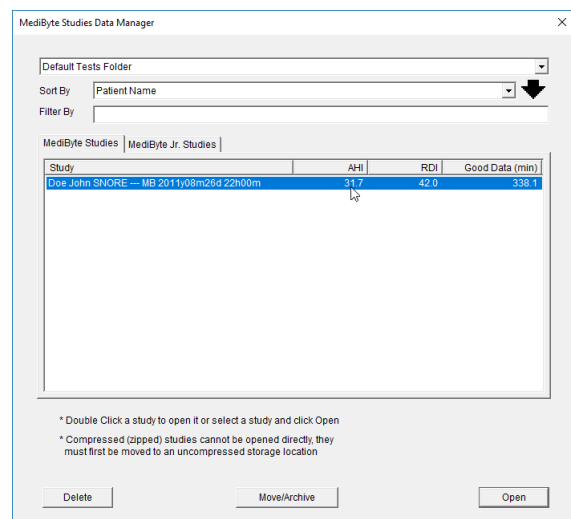 MediByte Studies Data Manager
Default Tests Folder
Sort By Patient Name
Filter By
MediByte Studies MediByte Jr. Studies
Study AHI RDI Good Data (min)
Doe John SNORE --- MB 2011y08m26d 22h00m 31.7 42.0 338.1
* Double Click a study to open it or select a study and click Open
* Compressed (zipped) studies cannot be opened directly, they
must first be moved to an uncompressed storage location
Delete Move/Archive Open